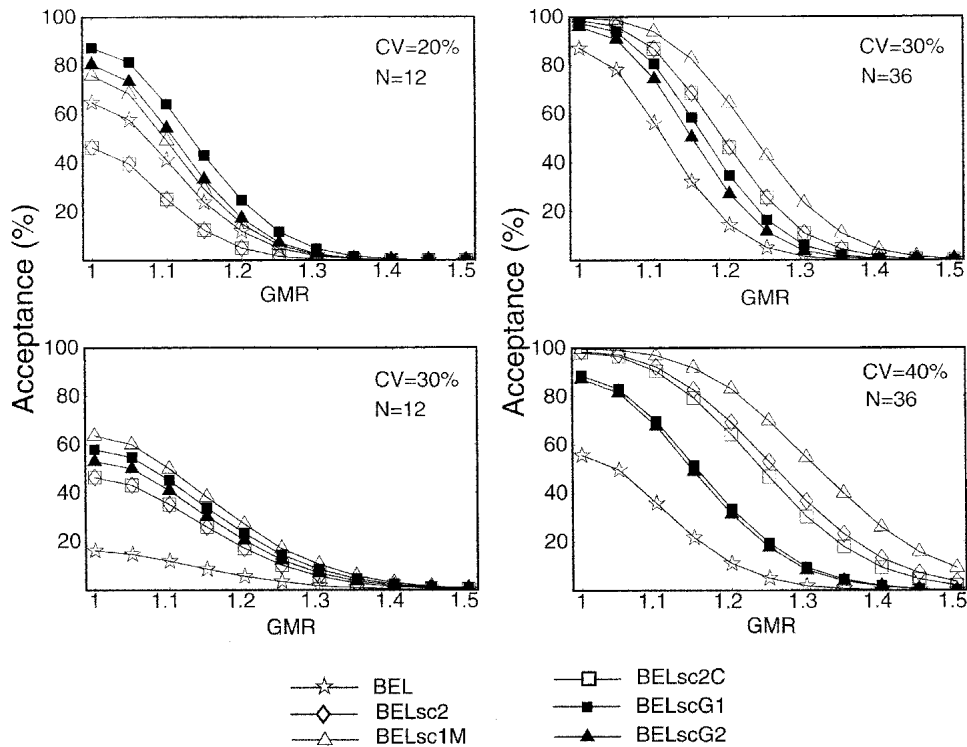 Acceptance (%)
100
80
60
40
20
CV=20%
N=12
1 1.1 1.2 1.3 1.4 1.5
GMR
Acceptance (%)
100
80
60
40
20
CV=30%
N=36
1 1.1 1.2 1.3 1.4 1.5
GMR
100
80
60
40
20
CV=30%
N=12
1 1.1 1.2 1.3 1.4 1.5
GMR
100
80
60
40
20
CV=40%
N=36
1 1.1 1.2 1.3 1.4 1.5
GMR
BEL
BELsc2
BELsc1M
BELsc2C
BELscG1
BELscG2